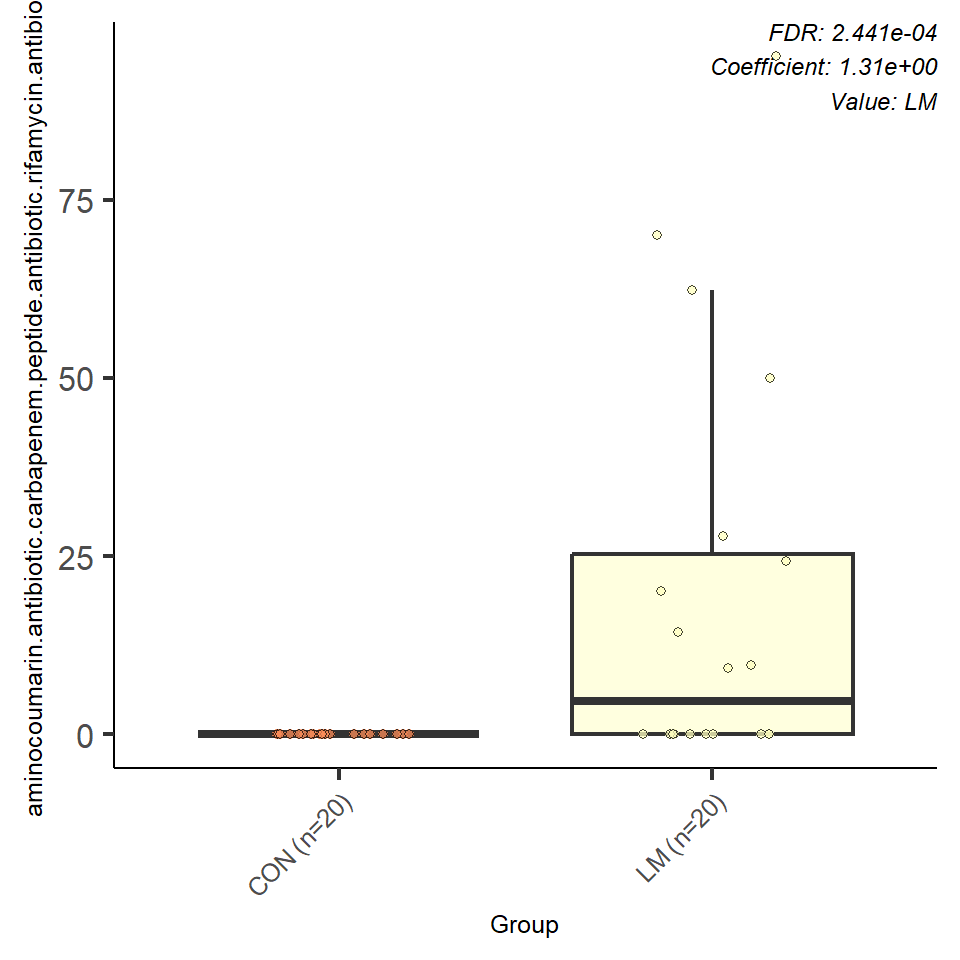 FDR: 2.441e-04
Coefficient: 1.31e+00
Value: LM
aminocoumarin.antibiotic.carbapenem.peptide.antibiotic.rifamycin.antibio
75
50
25
0
CON (n=20)
LM (n=20)
Group